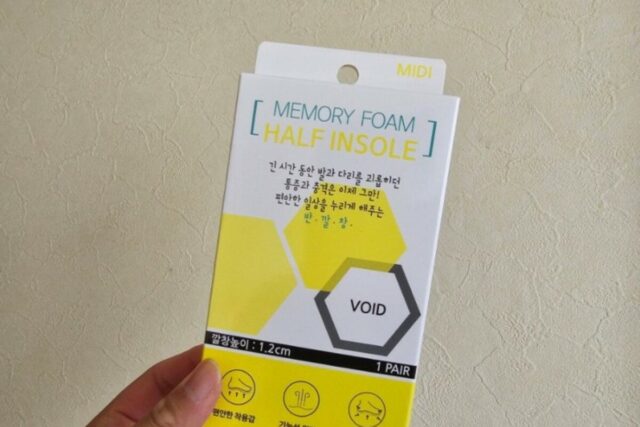 MiDi
[ MEMORY FOAM
HALF INSOLE ]
긴 시간 동안 발과 다리를 괴롭히던
통증과 충격은 이제 그만!
편안한 일상을 누리게 해주는
반.깔.창.
VOID
깔창높이 : 1.2cm
1 PAIR
편안한 착용감
기능성